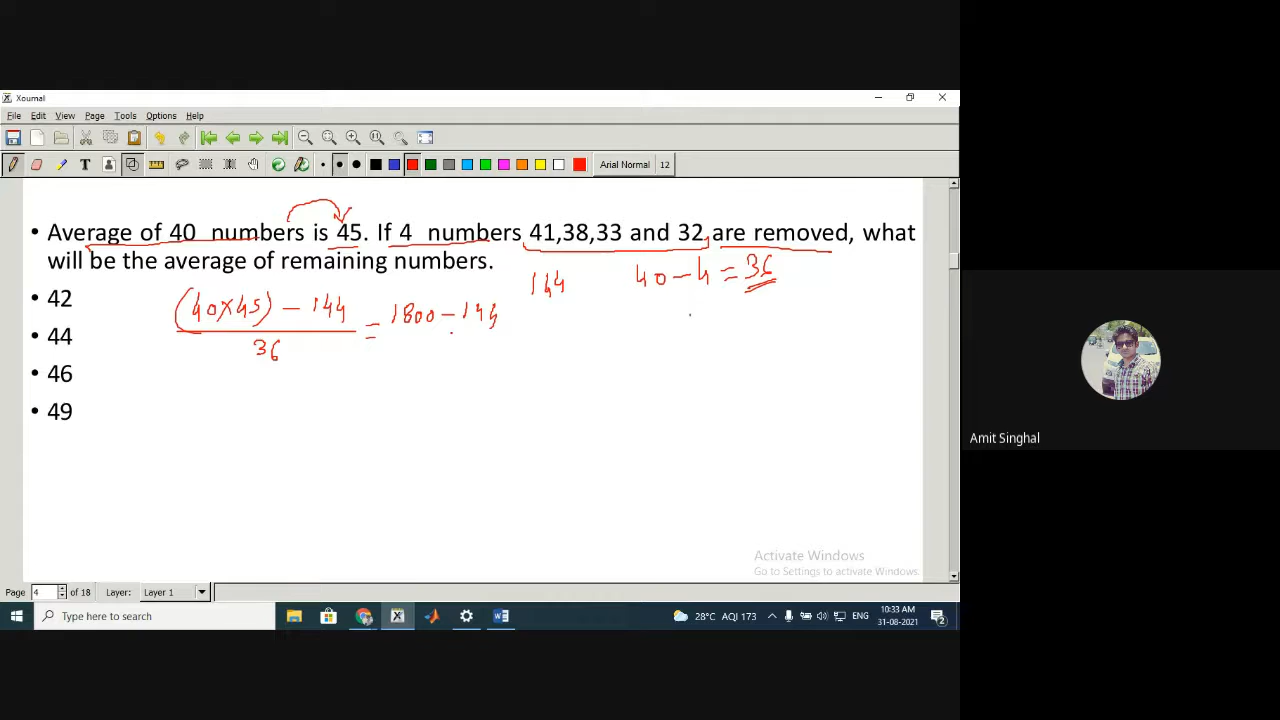 Xournal
File Edit View Page Tools Options Help
T Arial Normal 12
• Average of 40 numbers is 45. If 4 numbers 41,38,33 and 32 are removed, what
will be the average of remaining numbers.
144 40-4=36
• 42
(40×45) - 144 = 1800 - 144
36
• 44
• 46
• 49
Amit Singhal
Activate Windows
Go to Settings to activate Windows.
Page 4 of 18 Layer: Layer 1
Type here to search
28°C AQI 173 ENG
10:33 AM
31-08-2021
2